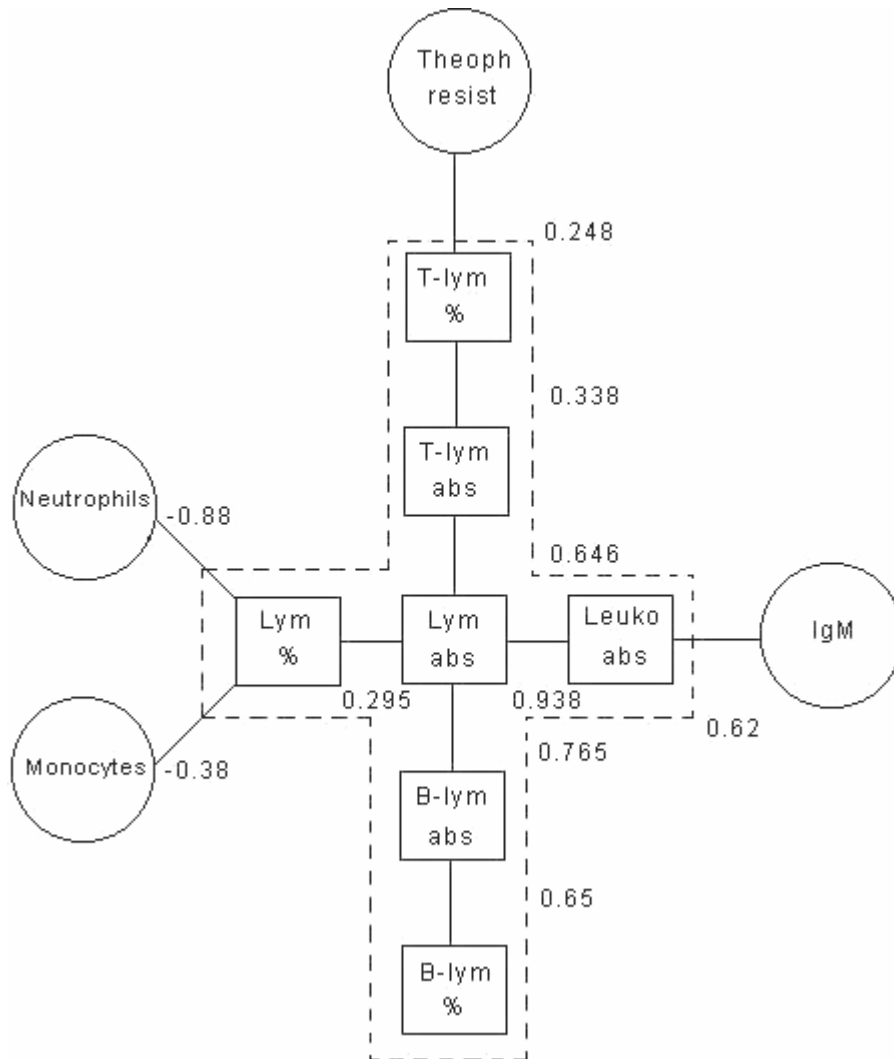 Theoph
resist
0.248
T-lym
%
0.338
T-lym
abs
Neutrophils
-0.88
0.646
Lym
%
Lym
abs
Leuko
abs
IgM
0.295
0.938
0.62
0.765
Monocytes
-0.38
B-lym
abs
0.65
B-lym
%